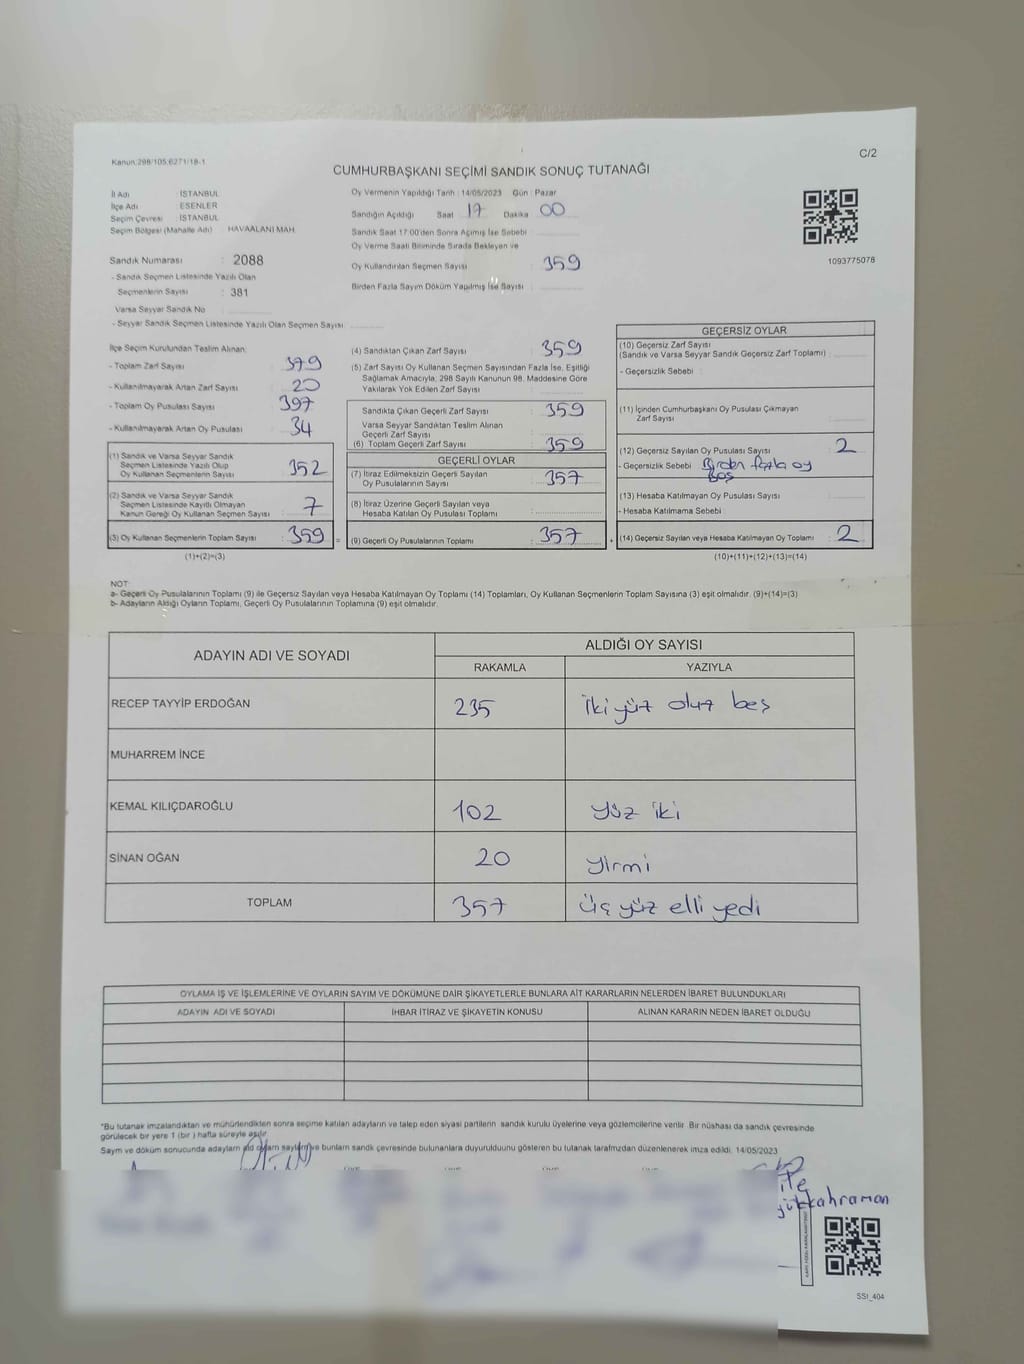 Kanun:298/105.6271/18-1
C/2
CUMHURBAŞKANI SEÇİMİ SANDIK SONUÇ TUTANAĞI
İl Adı : İSTANBUL
İlçe Adı : ESENLER
Seçim Çevresi : İSTANBUL
Seçim Bölgesi (Mahalle Adı) HAVAALANI MAH.
Sandık Numarası : 2088
- Sandık Seçmen Listesinde Yazılı Olan
Seçmenlerin Sayısı : 381
Varsa Seyyar Sandık No
- Seyyar Sandık Seçmen Listesinde Yazılı Olan Seçmen Sayısı:
Oy Vermenin Yapıldığı Tarih : 14/05/2023 Gün : Pazar
Sandığın Açıldığı Saat 17 Dakika 00
Sandık Saat 17:00'den Sonra Açımış İse Sebebi
Oy Verme Saati Bitiminde Sırada Bekleyen ve
Oy Kullandırılan Seçmen Sayısı 359
Birden Fazla Sayım Döküm Yapılmış İse Sayısı :
1093775078
İlçe Seçim Kurulundan Teslim Alınan:
- Toplam Zarf Sayısı : 379
- Kullanılmayarak Artan Zarf Sayısı : 20
- Toplam Oy Pusulası Sayısı : 397
- Kullanılmayarak Artan Oy Pusulası : 34
(1) Sandık ve Varsa Seyyar Sandık
Seçmen Listesinde Yazılı Olup
Oy Kullanan Seçmenlerin Sayısı : 352
(2) Sandık ve Varsa Seyyar Sandık
Seçmen Listesinde Kayıtlı Olmayan
Kanun Gereği Oy Kullanan Seçmen Sayısı : 7
(3) Oy Kullanan Seçmenlerin Toplam Sayısı : 359
(1)+(2)=(3)
=
(4) Sandıktan Çıkan Zarf Sayısı : 359
(5) Zarf Sayısı Oy Kullanan Seçmen Sayısından Fazla İse, Eşitliği
Sağlamak Amacıyla, 298 Sayılı Kanunun 98. Maddesine Göre
Yakılarak Yok Edilen Zarf Sayısı :
Sandıkta Çıkan Geçerli Zarf Sayısı : 359
Varsa Seyyar Sandıktan Teslim Alınan
Geçerli Zarf Sayısı :
(6) Toplam Geçerli Zarf Sayısı : 359
GEÇERLİ OYLAR
(7) İtiraz Edilmeksizin Geçerli Sayılan
Oy Pusulalarının Sayısı : 357
(8) İtiraz Üzerine Geçerli Sayılan veya
Hesaba Katılan Oy Pusulası Toplamı :
(9) Geçerli Oy Pusulalarının Toplamı : 357
+
GEÇERSİZ OYLAR
(10) Geçersiz Zarf Sayısı
(Sandık ve Varsa Seyyar Sandık Geçersiz Zarf Toplamı) :
- Geçersizlik Sebebi :
(11) İçinden Cumhurbaşkanı Oy Pusulası Çıkmayan
Zarf Sayısı :
(12) Geçersiz Sayılan Oy Pusulası Sayısı : 2
- Geçersizlik Sebebi : Birden fazla oy
Boş
(13) Hesaba Katılmayan Oy Pusulası Sayısı :
- Hesaba Katılmama Sebebi :
(14) Geçersiz Sayılan veya Hesaba Katılmayan Oy Toplamı : 2
(10)+(11)+(12)+(13)=(14)
NOT:
a- Geçerli Oy Pusulalarının Toplamı (9) ile Geçersiz Sayılan veya Hesaba Katılmayan Oy Toplamı (14) Toplamları, Oy Kullanan Seçmenlerin Toplam Sayısına (3) eşit olmalıdır. (9)+(14)=(3)
b- Adayların Aldığı Oyların Toplamı, Geçerli Oy Pusulalarının Toplamına (9) eşit olmalıdır.
ADAYIN ADI VE SOYADI
ALDIĞI OY SAYISI
RAKAMLA YAZIYLA
RECEP TAYYİP ERDOĞAN 235 İki yüz otuz beş
MUHARREM İNCE
KEMAL KILIÇDAROĞLU 102 yüz iki
SİNAN OĞAN 20 yirmi
TOPLAM 357 üç yüz elli yedi
OYLAMA İŞ VE İŞLEMLERİNE VE OYLARIN SAYIM VE DÖKÜMÜNE DAİR ŞİKAYETLERLE BUNLARA AİT KARARLARIN NELERDEN İBARET BULUNDUKLARI
ADAYIN ADI VE SOYADI İHBAR İTİRAZ VE ŞİKAYETİN KONUSU ALINAN KARARIN NEDEN İBARET OLDUĞU
*Bu tutanak imzalandıktan ve mühürlendikten sonra seçime katılan adayların ve talep eden siyasi partilerin sandık kurulu üyelerine veya gözlemcilerine verilir. Bir nüshası da sandık çevresinde
görülecek bir yere 1 (bir) hafta süreyle asılır.
Sayım ve döküm sonucunda adayların aldığı oyların sayıları ve bunların sandık çevresinde bulunanlara duyurulduğunu gösteren bu tutanak tarafımızdan düzenlenerek imza edildi. 14/05/2023
SSt_404